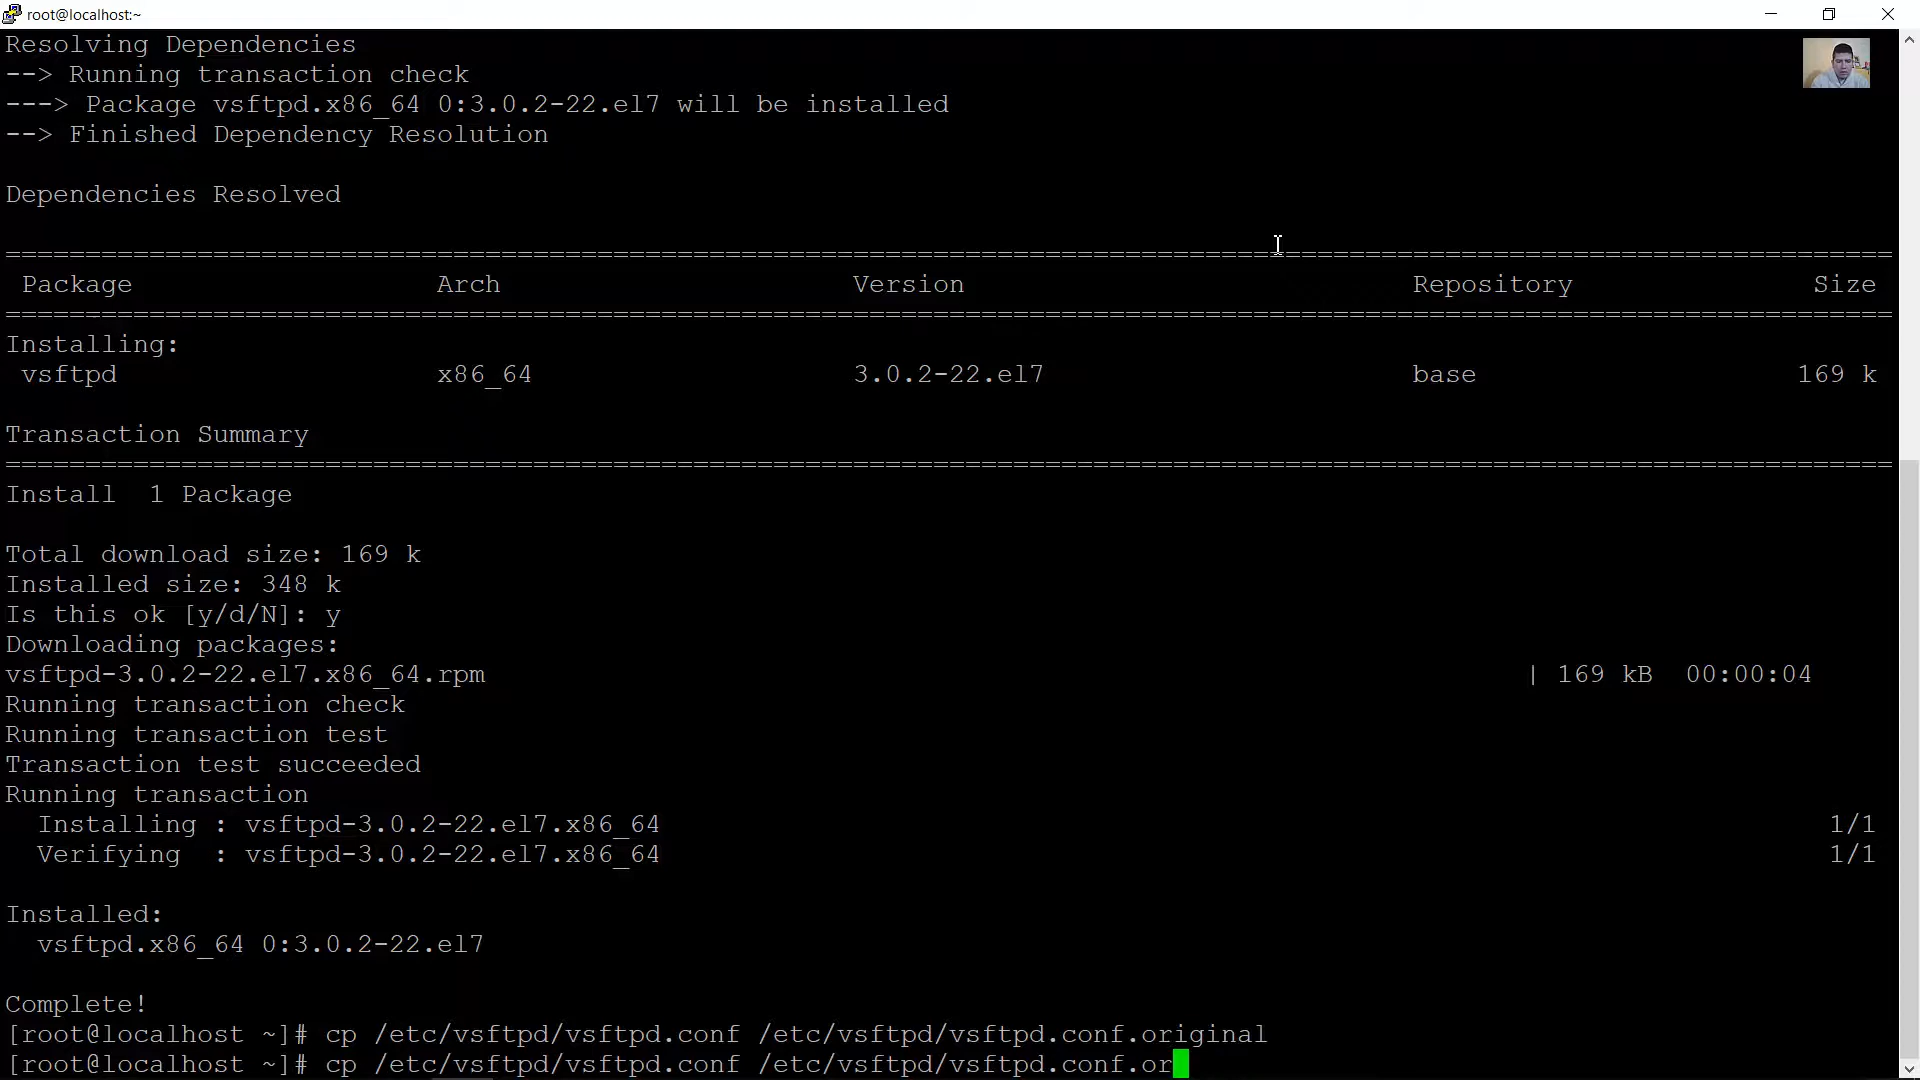 root@localhost:~
Resolving Dependencies
--> Running transaction check
---> Package vsftpd.x86_64 0:3.0.2-22.el7 will be installed
--> Finished Dependency Resolution
Dependencies Resolved
Package Arch Version Repository Size
Installing:
vsftpd x86_64 3.0.2-22.el7 base 169 k
Transaction Summary
Install 1 Package
Total download size: 169 k
Installed size: 348 k
Is this ok [y/d/N]: y
Downloading packages:
vsftpd-3.0.2-22.el7.x86_64.rpm | 169 kB 00:00:04
Running transaction check
Running transaction test
Transaction test succeeded
Running transaction
Installing : vsftpd-3.0.2-22.el7.x86_64 1/1
Verifying : vsftpd-3.0.2-22.el7.x86_64 1/1
Installed:
vsftpd.x86_64 0:3.0.2-22.el7
Complete!
[root@localhost ~]# cp /etc/vsftpd/vsftpd.conf /etc/vsftpd/vsftpd.conf.original
[root@localhost ~]# cp /etc/vsftpd/vsftpd.conf /etc/vsftpd/vsftpd.conf.or